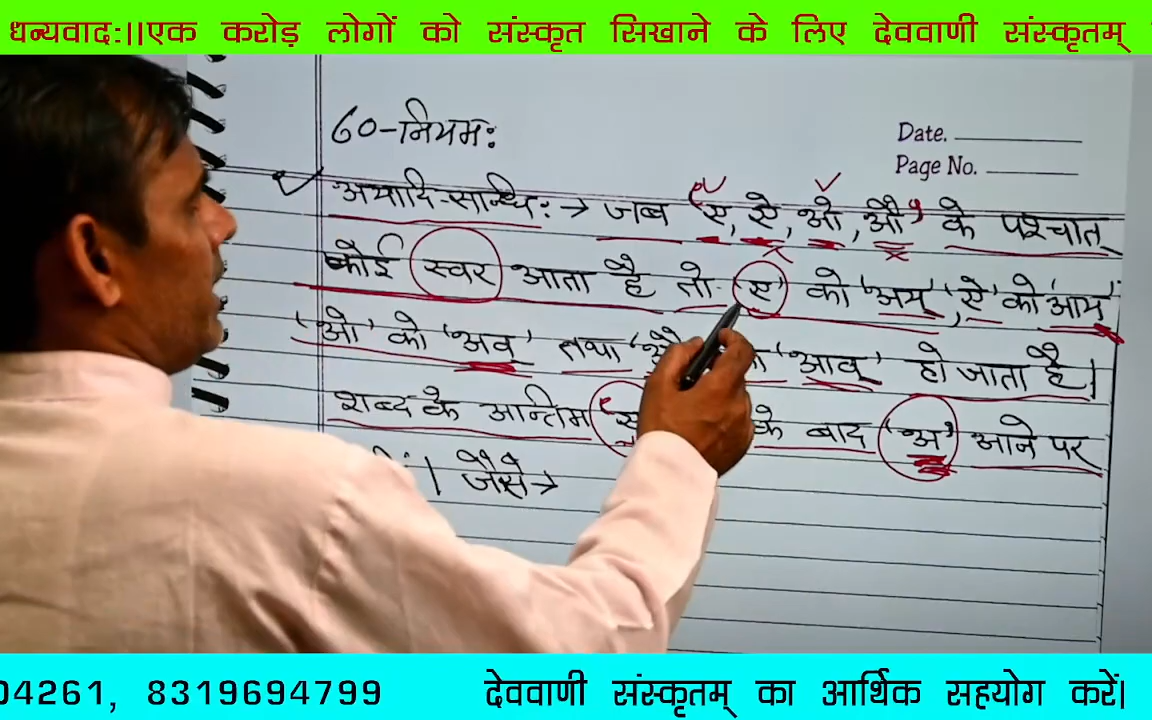 धन्यवादः।।एक करोड़ लोगों को संस्कृत सिखाने के लिए देववाणी संस्कृतम्
६०-नियमः
Date.
Page No.
अयादि-सन्धिः → जब 'ए, ऐ, ओ, औ' के पश्चात्
कोई स्वर आता है तो 'ए' को 'अय्', 'ऐ' को 'आय्'
'ओ' को 'अव्' तथा 'औ' 'आव्' हो जाता है।
शब्द के अन्तिम के बाद 'अ' आने पर
। जैसे →
04261, 8319694799 देववाणी संस्कृतम् का आर्थिक सहयोग करें।